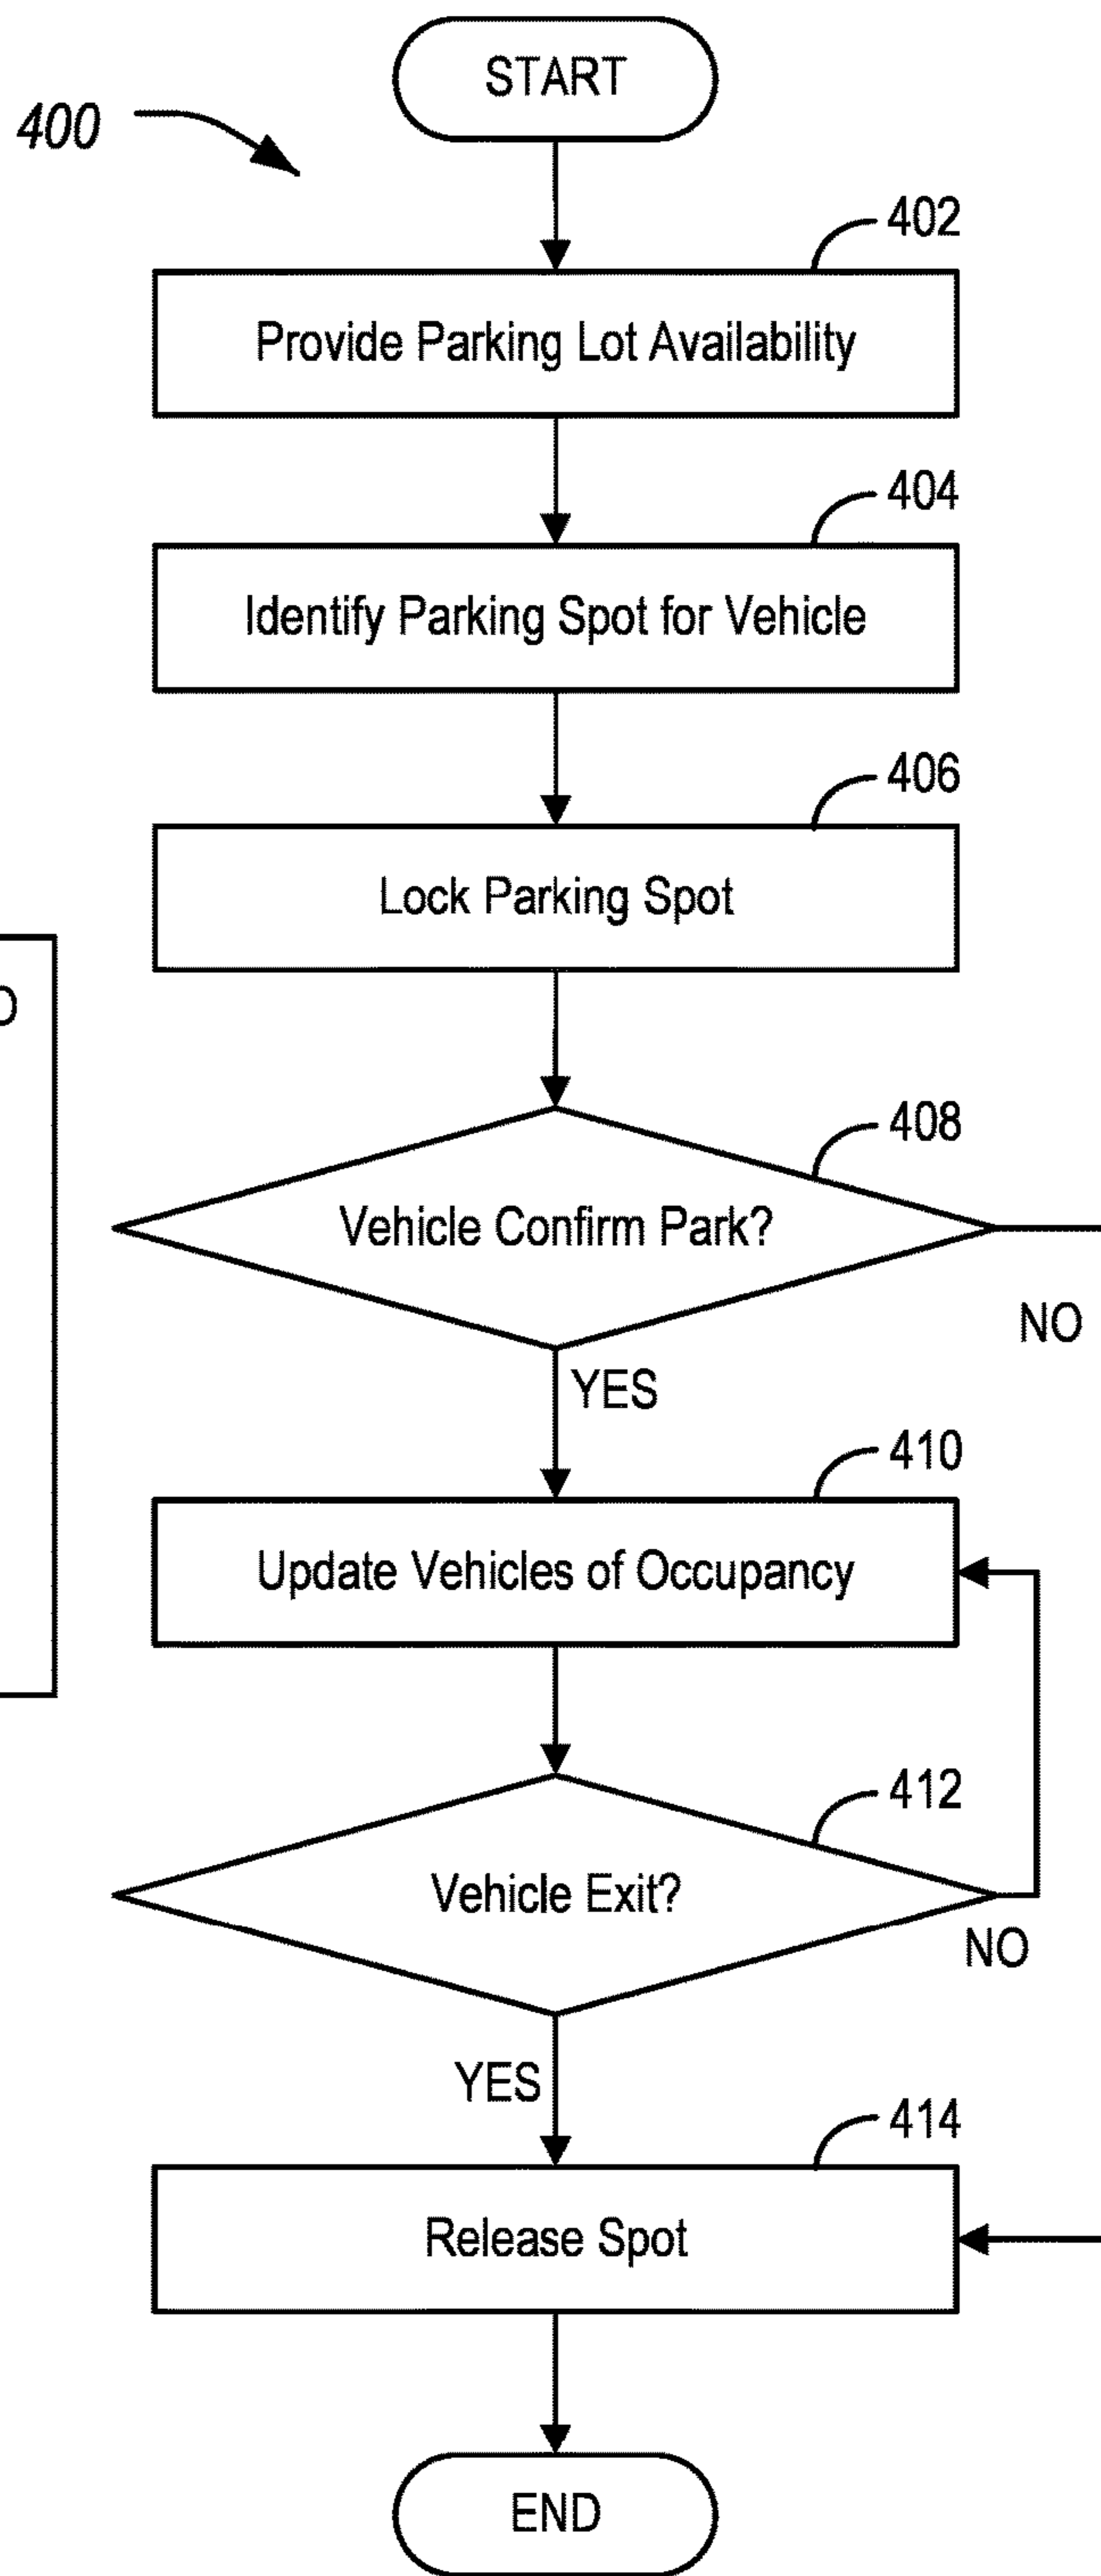 START
400
402
Provide Parking Lot Availability
404
Identify Parking Spot for Vehicle
406
Lock Parking Spot
408
Vehicle Confirm Park?
NO
YES
410
Update Vehicles of Occupancy
412
Vehicle Exit?
NO
YES
414
Release Spot
END